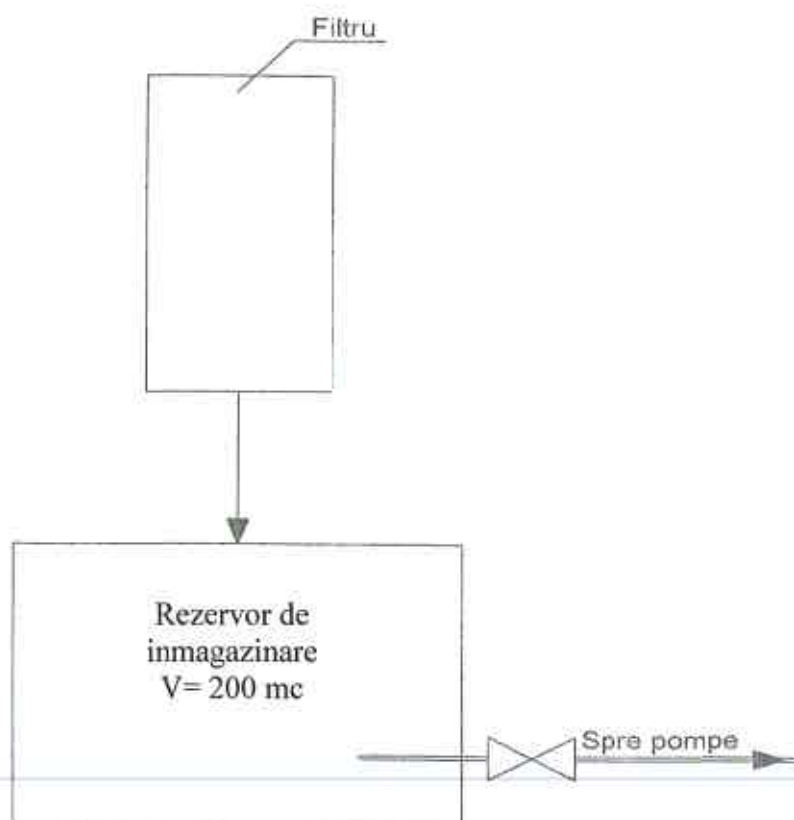 Filtru
Rezervor de
inmagazinare
V= 200 mc
Spre pompe